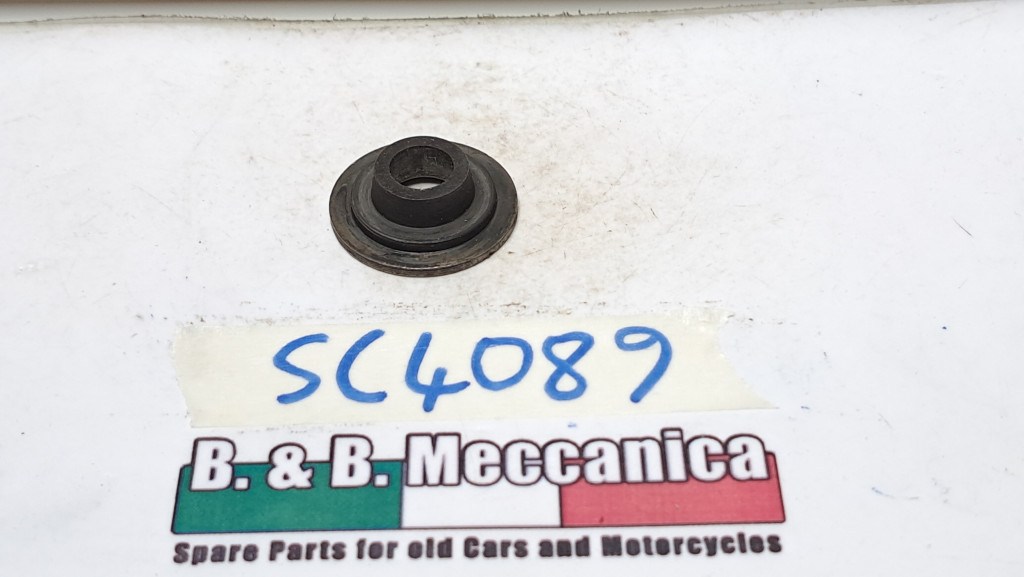 SC4089
B. & B. Meccanica
Spare Parts for old Cars and Motorcycles